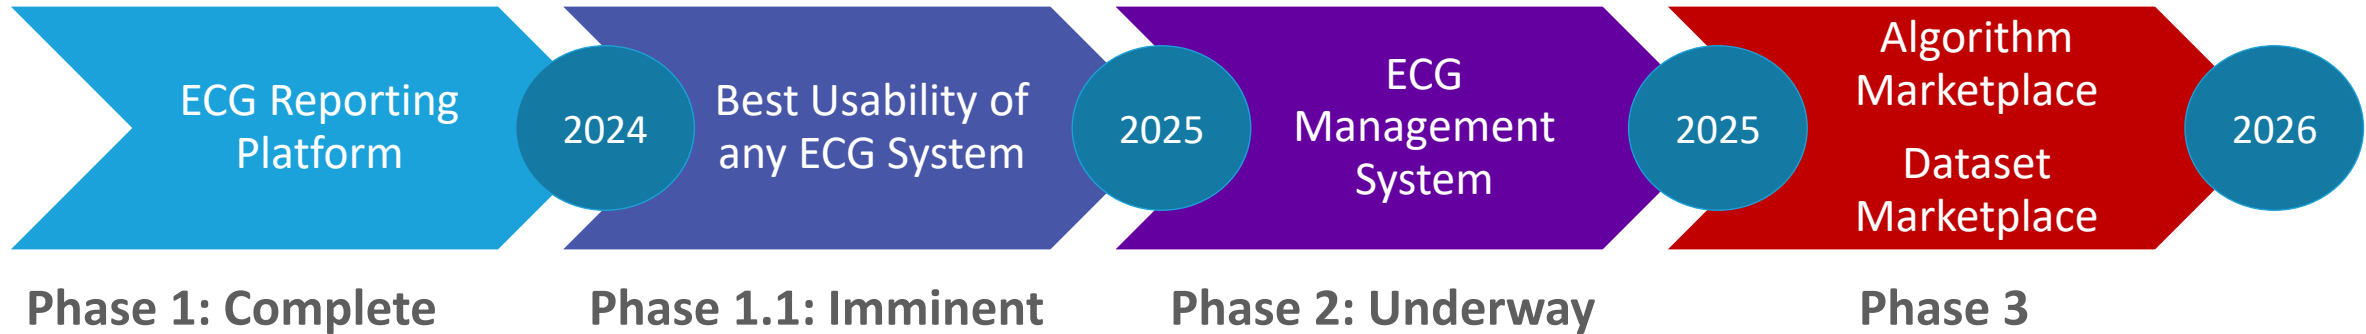 ECG Reporting
Platform
2024
Best Usability of
any ECG System
2025
ECG
Management
System
2025
Algorithm
Marketplace
Dataset
Marketplace
2026
Phase 1: Complete
Phase 1.1: Imminent
Phase 2: Underway
Phase 3